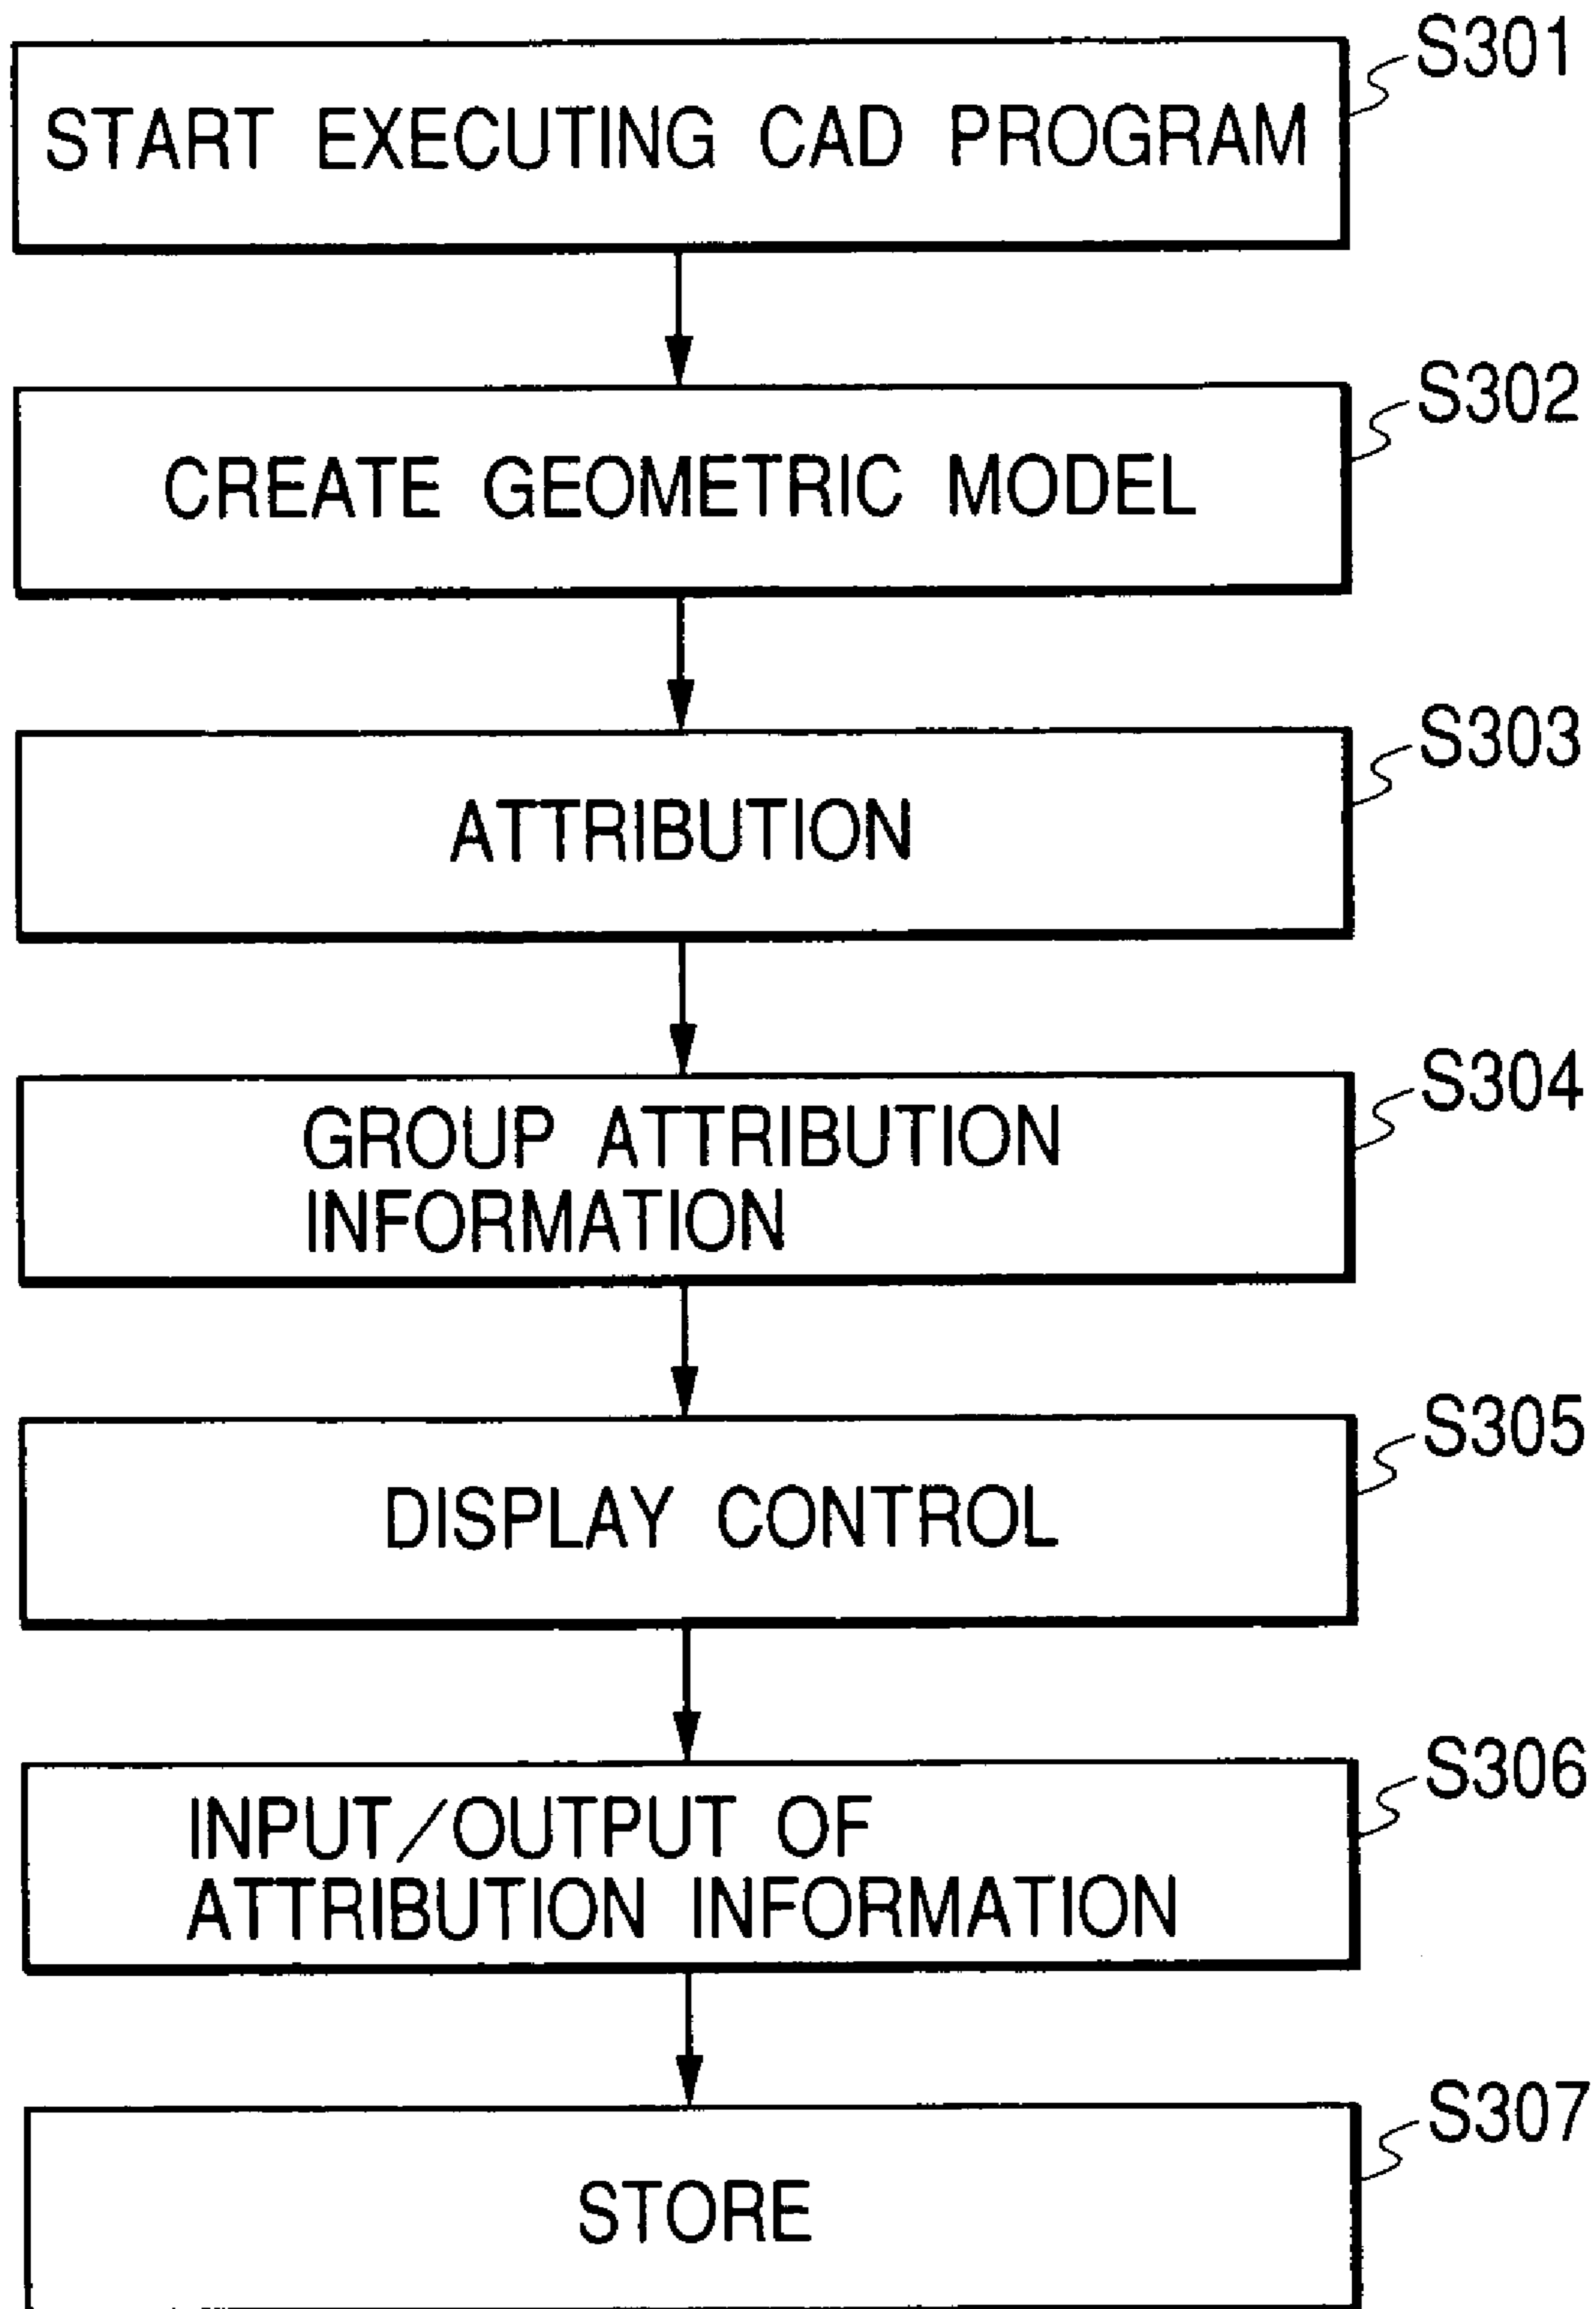 S301
START EXECUTING CAD PROGRAM
S302
CREATE GEOMETRIC MODEL
S303
ATTRIBUTION
S304
GROUP ATTRIBUTION
INFORMATION
S305
DISPLAY CONTROL
S306
INPUT/OUTPUT OF
ATTRIBUTION INFORMATION
S307
STORE